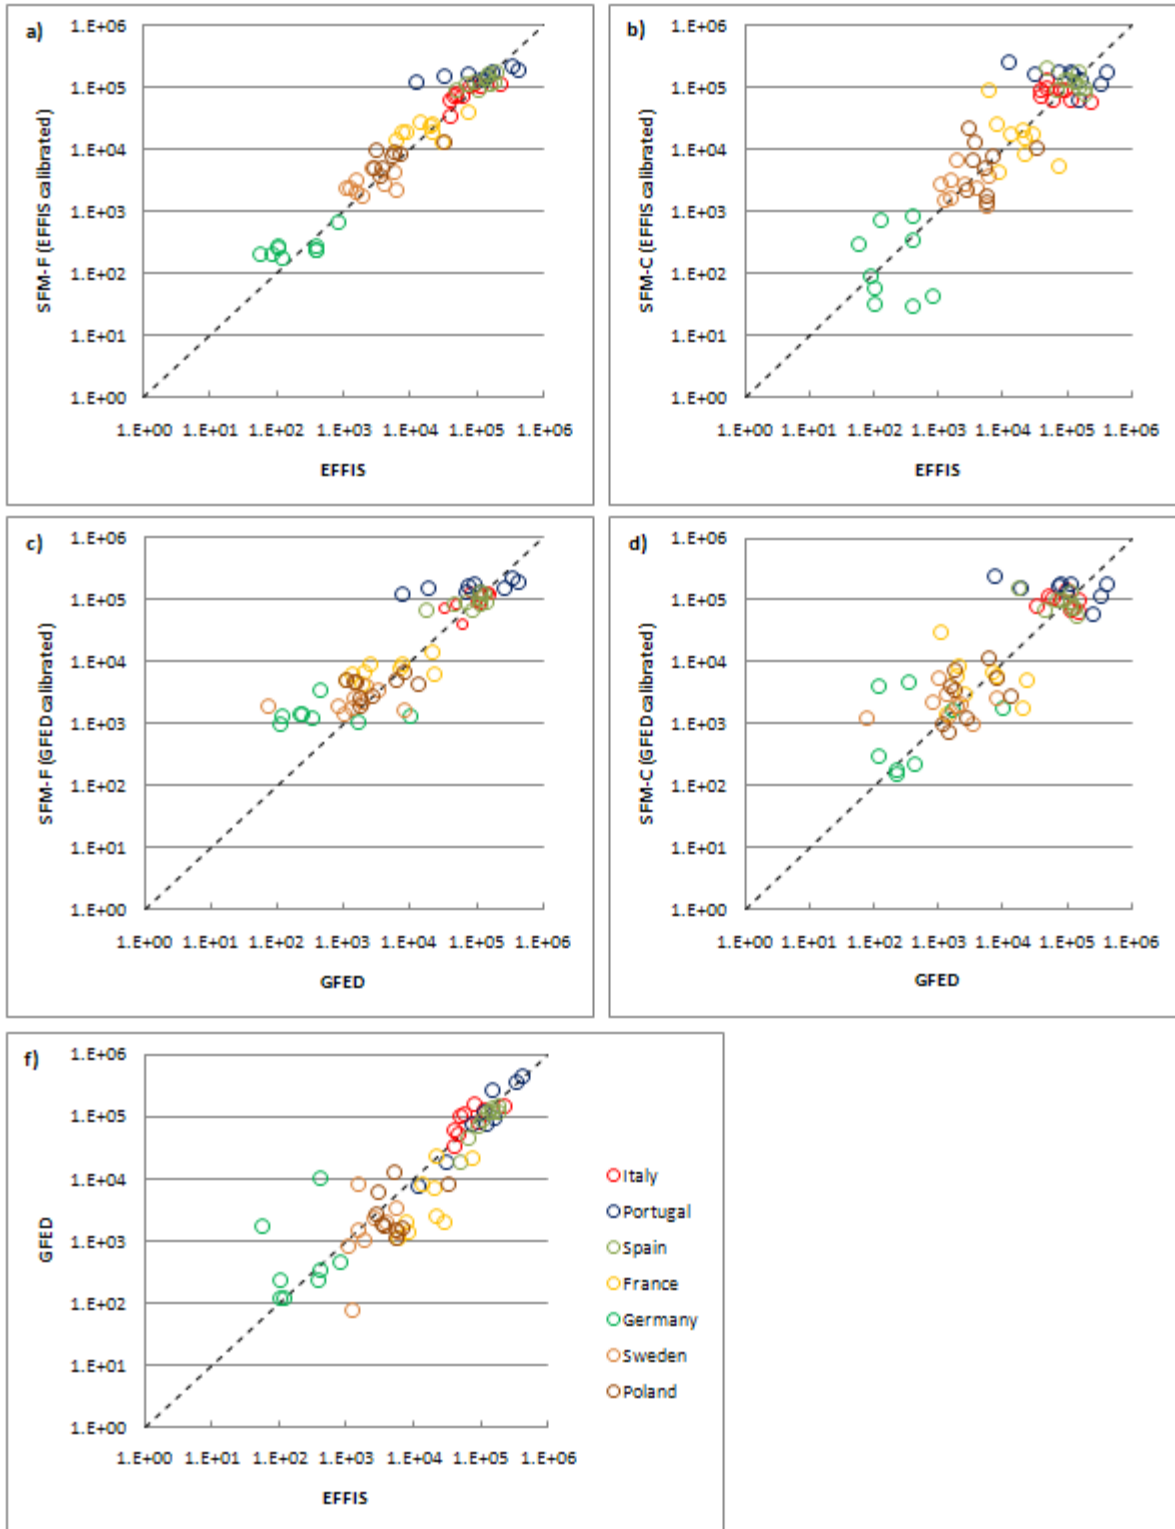 a)
1.E+06
1.E+05
1.E+04
1.E+03
1.E+02
1.E+01
1.E+00
SFM-F (EFFIS calibrated)
1.E+00 1.E+01 1.E+02 1.E+03 1.E+04 1.E+05 1.E+06
EFFIS
b)
1.E+06
1.E+05
1.E+04
1.E+03
1.E+02
1.E+01
1.E+00
SFM-C (EFFIS calibrated)
1.E+00 1.E+01 1.E+02 1.E+03 1.E+04 1.E+05 1.E+06
EFFIS
c)
1.E+06
1.E+05
1.E+04
1.E+03
1.E+02
1.E+01
1.E+00
SFM-F (GFED calibrated)
1.E+00 1.E+01 1.E+02 1.E+03 1.E+04 1.E+05 1.E+06
GFED
d)
1.E+06
1.E+05
1.E+04
1.E+03
1.E+02
1.E+01
1.E+00
SFM-C (GFED calibrated)
1.E+00 1.E+01 1.E+02 1.E+03 1.E+04 1.E+05 1.E+06
GFED
f)
1.E+06
1.E+05
1.E+04
1.E+03
1.E+02
1.E+01
1.E+00
GFED
1.E+00 1.E+01 1.E+02 1.E+03 1.E+04 1.E+05 1.E+06
EFFIS
Italy
Portugal
Spain
France
Germany
Sweden
Poland